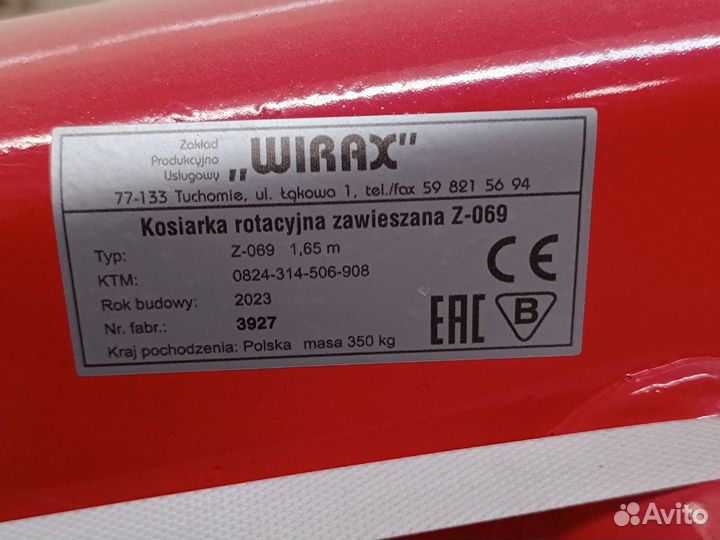 Zakład
Produkcyjno
Usługowy
„WIRAX”
77-133 Tuchomie, ul. Łąkowa 1, tel./fax 59 821 56 94
Kosiarka rotacyjna zawieszana Z-069
Typ: Z-069 1,65 m
KTM: 0824-314-506-908
Rok budowy: 2023
Nr. fabr.: 3927
Kraj pochodzenia: Polska masa 350 kg
CE
EAC
B
Avito